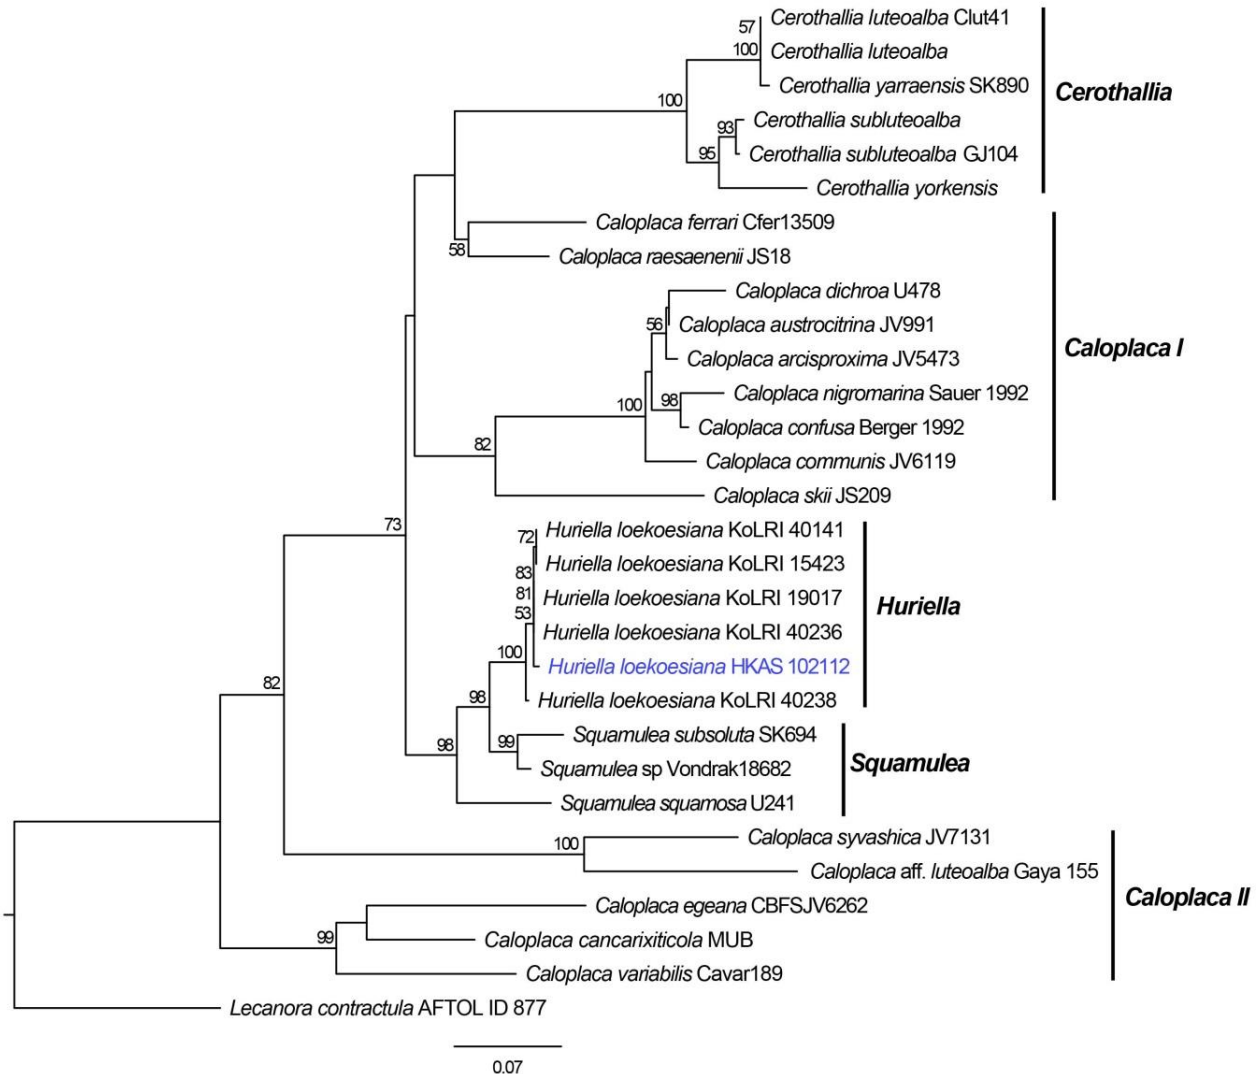 Cerothallia luteoalba Clut41
57
100
Cerothallia luteoalba
Cerothallia yarraensis SK890
Cerothallia
100
Cerothallia subluteoalba
93
95
Cerothallia subluteoalba GJ104
Cerothallia yorkensis
Caloplaca ferrari Cfer13509
58
Caloplaca raesaenenii JS18
Caloplaca dichroa U478
56
Caloplaca austrocitrina JV991
Caloplaca I
Caloplaca arcisproxima JV5473
Caloplaca nigromarina Sauer 1992
100
98
Caloplaca confusa Berger 1992
82
Caloplaca communis JV6119
Caloplaca skii JS209
73
Huriella loekoesiana KoLRI 40141
72
Huriella loekoesiana KoLRI 15423
83
81
Huriella loekoesiana KoLRI 19017
Huriella
53
Huriella loekoesiana KoLRI 40236
100
Huriella loekoesiana HKAS 102112
82
98
Huriella loekoesiana KoLRI 40238
Squamulea subsoluta SK694
98
99
Squamulea sp Vondrak18682
Squamulea
Squamulea squamosa U241
100
Caloplaca syvashica JV7131
Caloplaca aff. luteoalba Gaya 155
Caloplaca II
Caloplaca egeana CBFSJV6262
99
Caloplaca cancarixiticola MUB
Caloplaca variabilis Cavar189
Lecanora contractula AFTOL ID 877
0.07